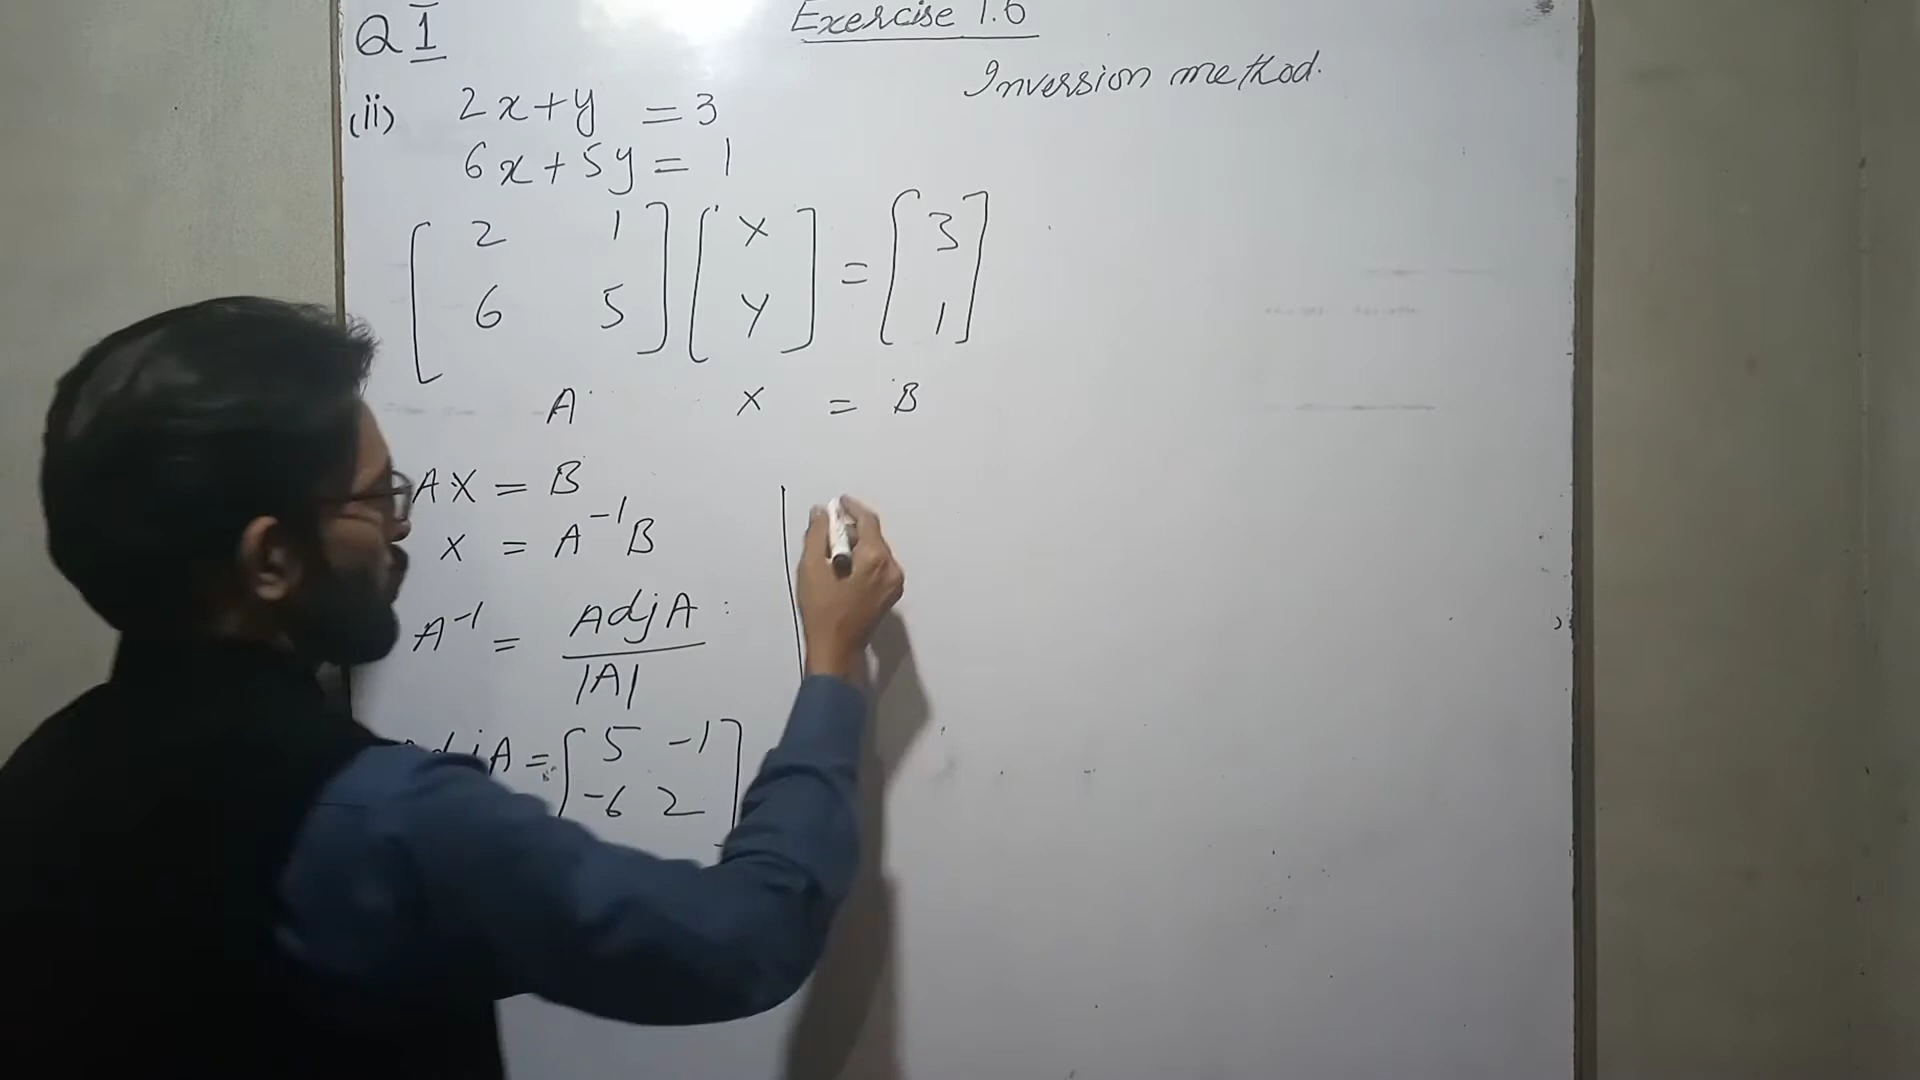 Exercise 1.6
Q 1
Inversion method.
(ii) 2x+y = 3
6x+5y = 1
[ 2 1 ] [ x ] = [ 3 ]
[ 6 5 ] [ y ] [ 1 ]
A X = B
AX = B
X = A⁻¹B
A⁻¹ = AdjA
|A|
A = [ 5 -1 ]
[ -6 2 ]